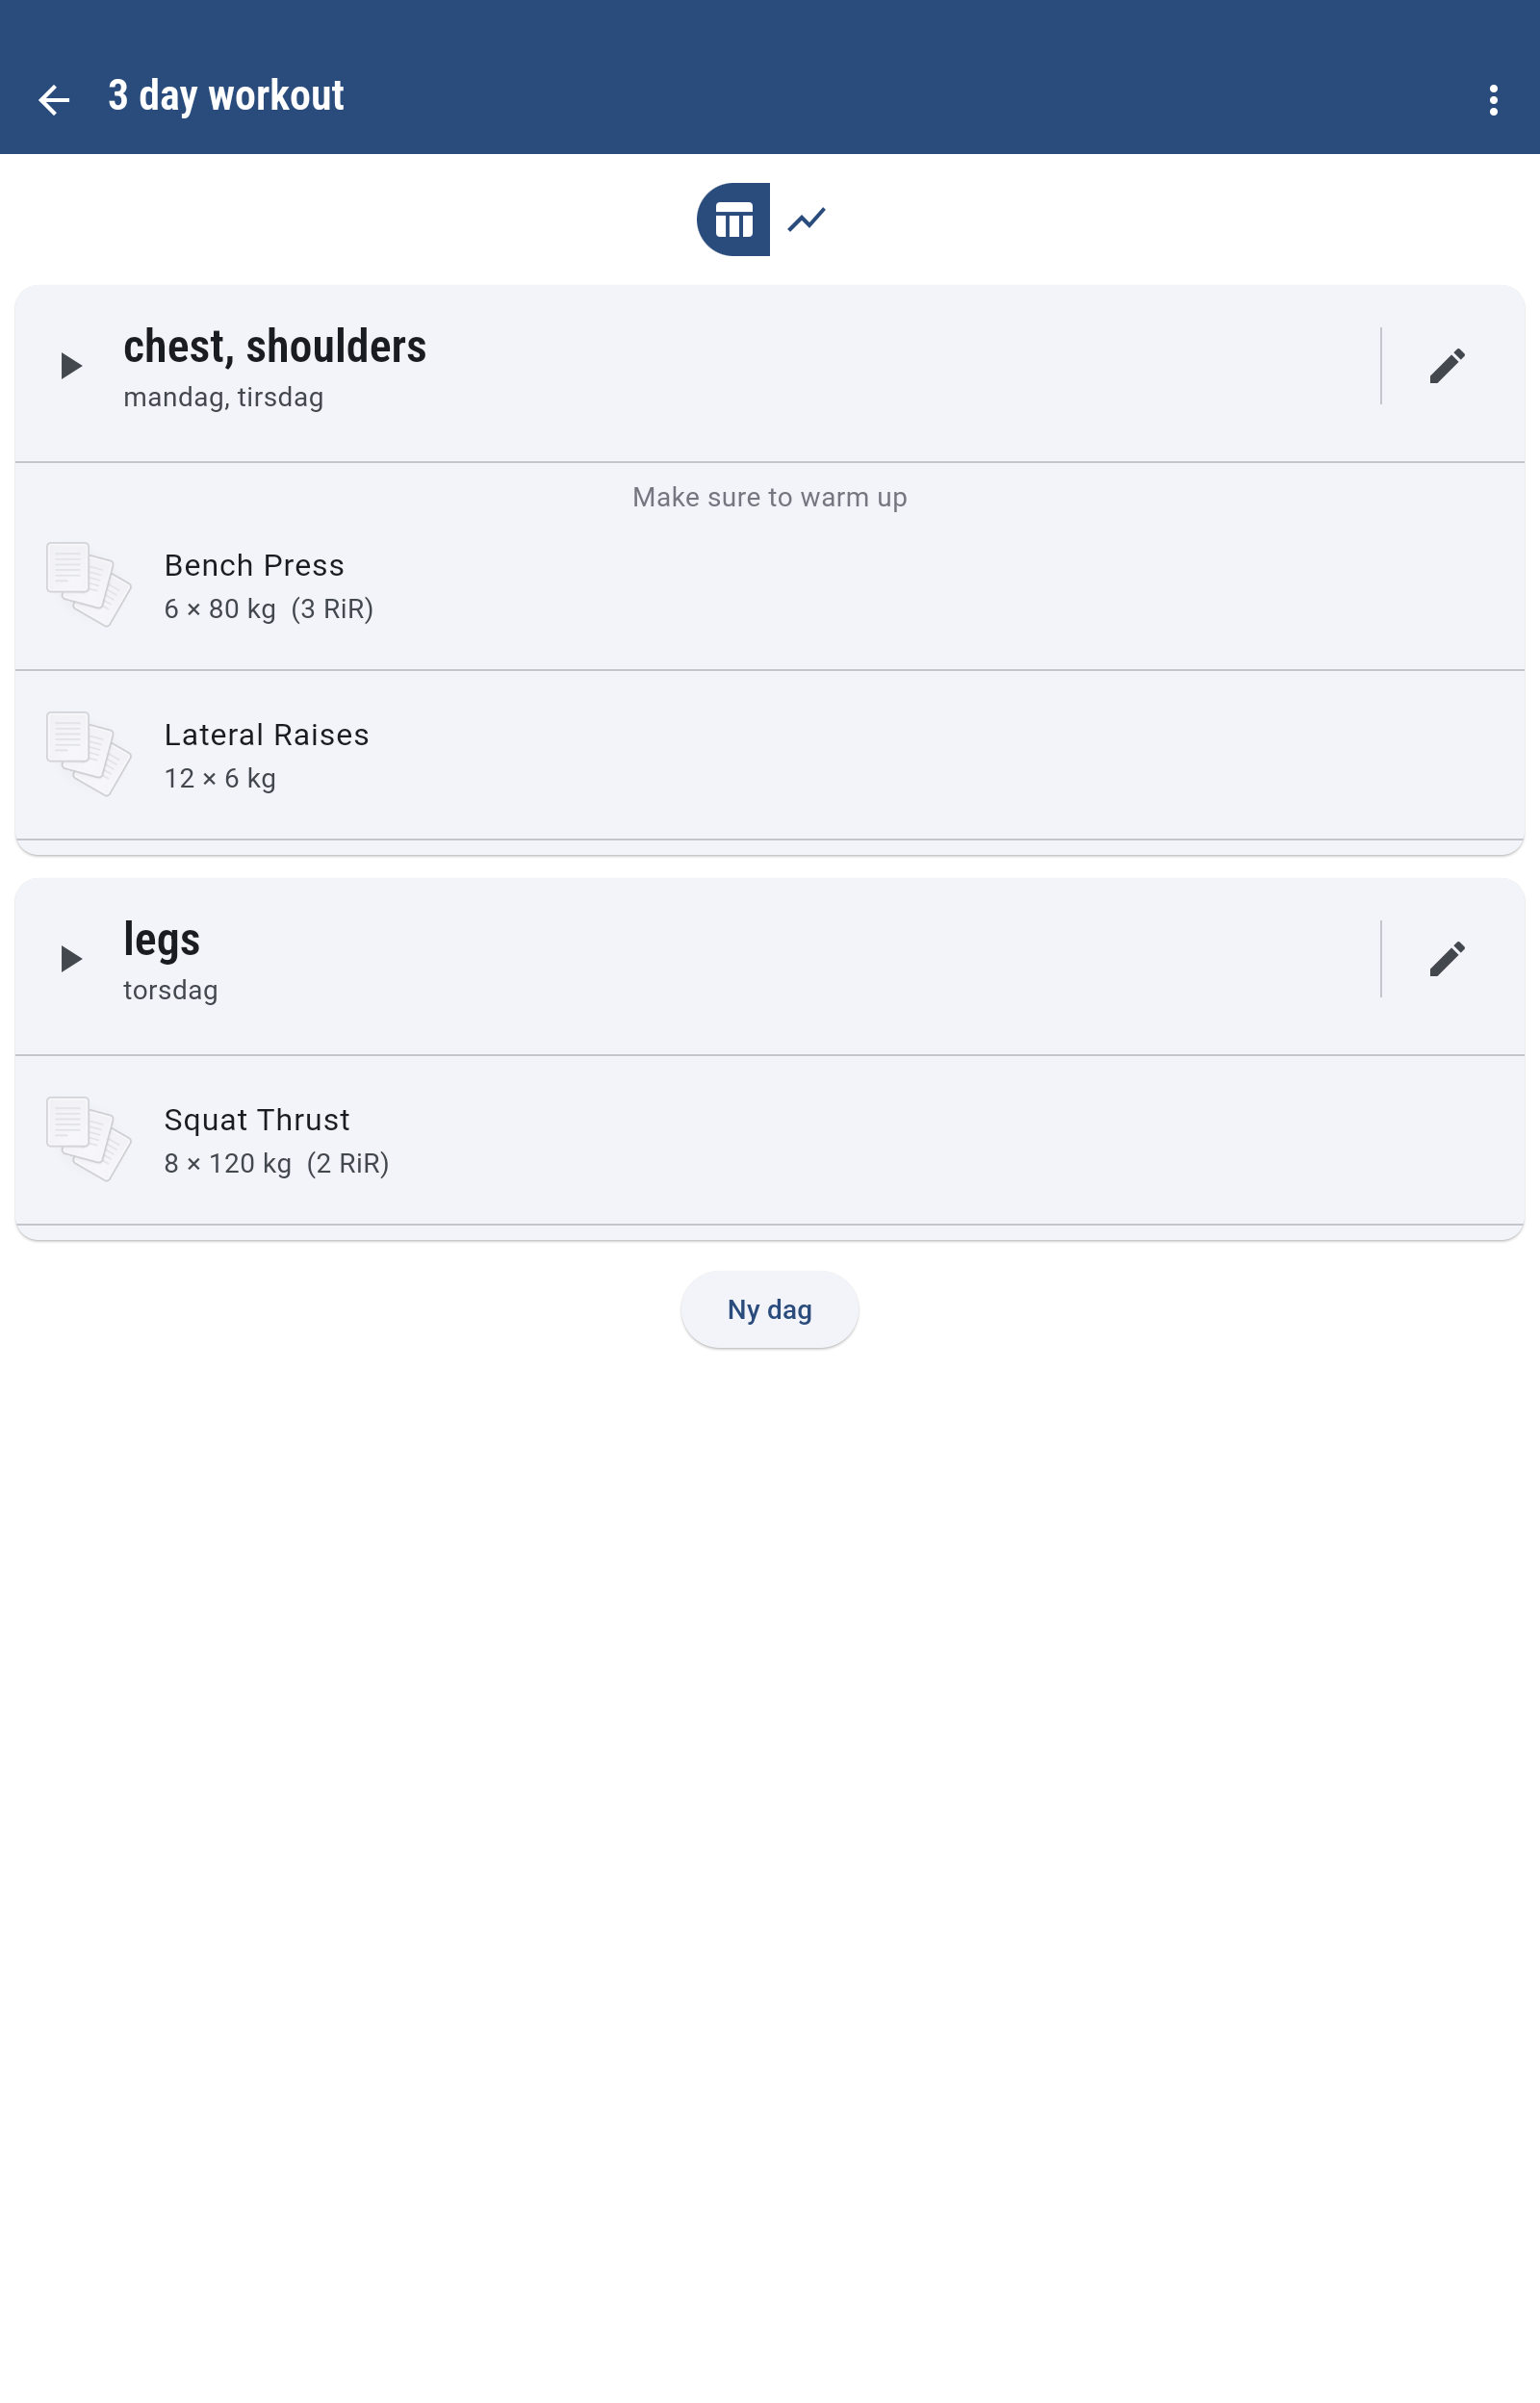 3 day workout
chest, shoulders
mandag, tirsdag
Make sure to warm up
Bench Press
6 × 80 kg  (3 RiR)
Lateral Raises
12 × 6 kg
legs
torsdag
Squat Thrust
8 × 120 kg  (2 RiR)
Ny dag